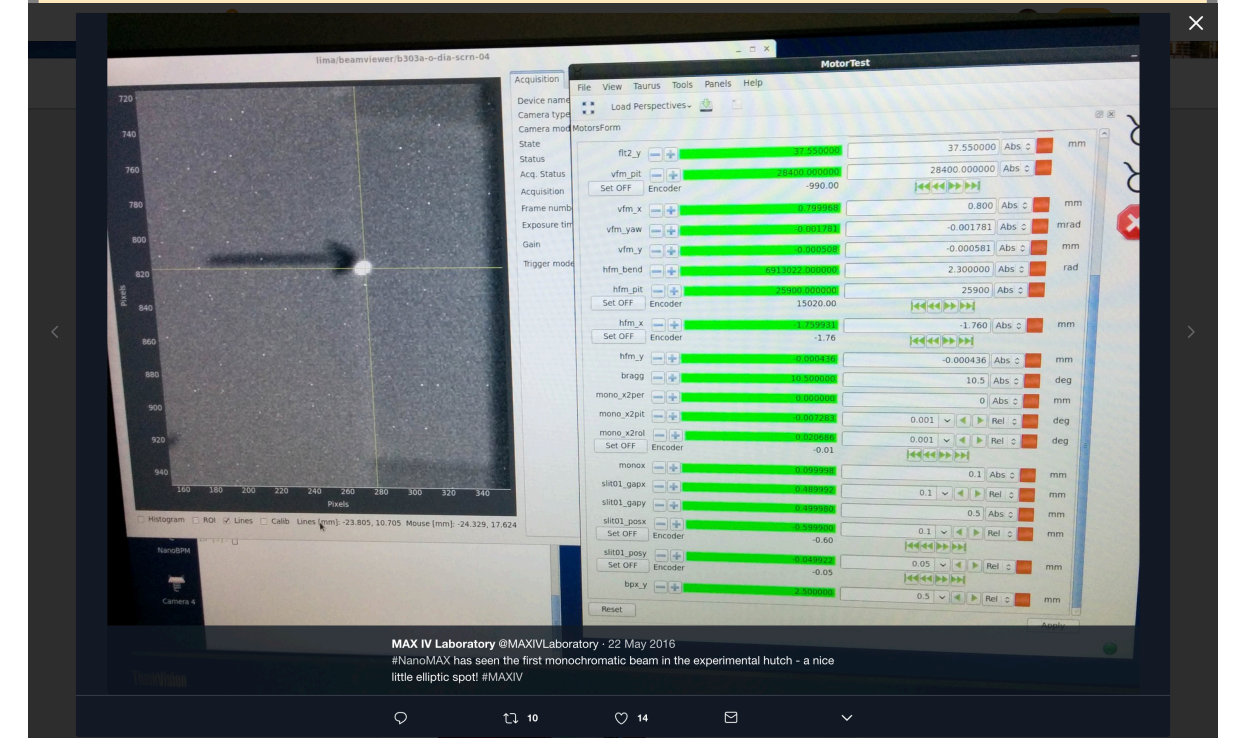 lima/beamviewer/b303a-o-dia-scrn-04
720
740
760
780
800
820
840
860
880
900
920
940
Pixels
160 180 200 220 240 260 280 300 320 340
Pixels
Histogram ROI Lines Calib Lines [mm]: -23.805, 10.705 Mouse [mm]: -24.329, 17.624
NanoBPM
Camera 4
Acquisition
Device name
Camera type
Camera mod
State
Status
Acq. Status
Acquisition
Frame numb
Exposure tim
Gain
Trigger mode
MotorTest
File View Taurus Tools Panels Help
Load Perspectives
MotorsForm
flt2_y 37.550000 37.550000 Abs mm
vfm_pit 28400.000000 28400.000000 Abs
Set OFF Encoder -990.00
vfm_x 0.799968 0.800 Abs mm
vfm_yaw -0.001781 -0.001781 Abs mrad
vfm_y -0.000508 -0.000581 Abs mm
hfm_bend 6913022.000000 2.300000 Abs rad
hfm_pit 25900.000000 25900 Abs
Set OFF Encoder 15020.00
hfm_x -1.759931 -1.760 Abs mm
Set OFF Encoder -1.76
hfm_y -0.000436 -0.000436 Abs mm
bragg 10.500000 10.5 Abs deg
mono_x2per 0.000000 0 Abs mm
mono_x2pit -0.007283 0.001 Rel deg
mono_x2rol 0.020686 0.001 Rel deg
Set OFF Encoder -0.01
monox 0.099998 0.1 Abs mm
slit01_gapx 0.489992 0.1 Rel mm
slit01_gapy 0.499980 0.5 Abs mm
slit01_posx -0.599900 0.1 Rel mm
Set OFF Encoder -0.60
slit01_posy -0.049922 0.05 Rel mm
Set OFF Encoder -0.05
bpx_y 2.500000 0.5 Rel mm
Reset
Apply
MAX IV Laboratory @MAXIVLaboratory · 22 May 2016
#NanoMAX has seen the first monochromatic beam in the experimental hutch - a nice
little elliptic spot! #MAXIV
10 14